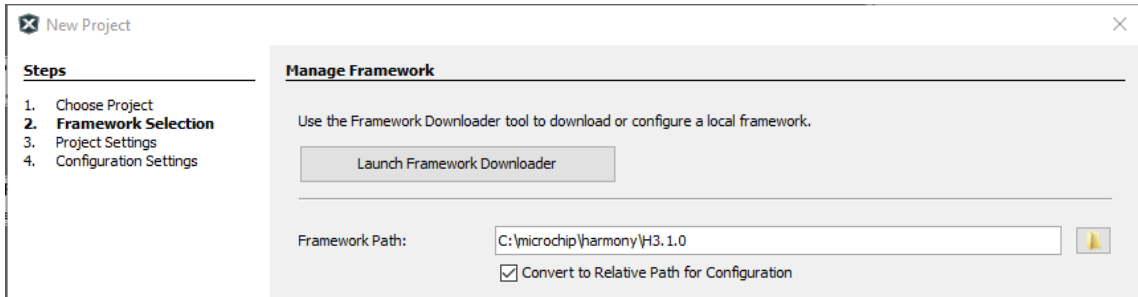 New Project
Steps
1. Choose Project
2. Framework Selection
3. Project Settings
4. Configuration Settings
Manage Framework
Use the Framework Downloader tool to download or configure a local framework.
Launch Framework Downloader
Framework Path:
C:\microchip\harmony\H3.1.0
Convert to Relative Path for Configuration